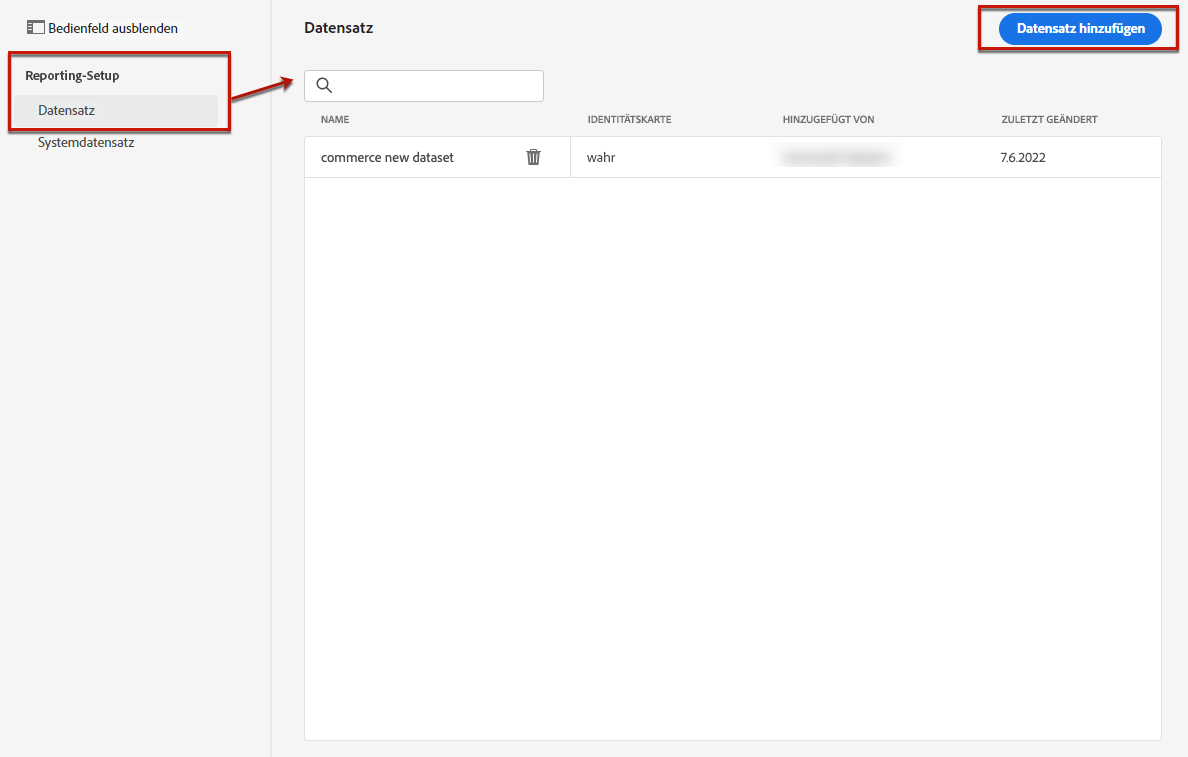 Bedienfeld ausblenden
Reporting-Setup
Datensatz
Systemdatensatz
Datensatz
Datensatz hinzufügen
NAME IDENTITÄTSKARTE HINZUGEFÜGT VON ZULETZT GEÄNDERT
commerce new dataset wahr 7.6.2022